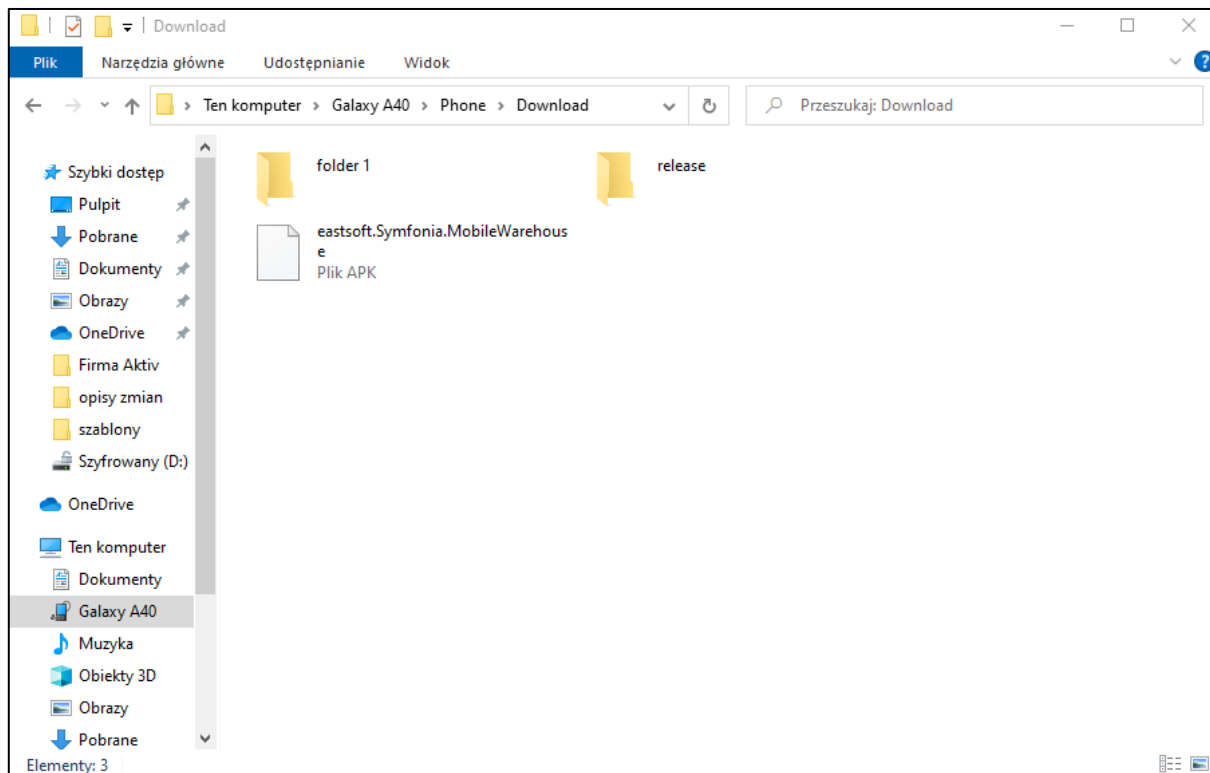 Download
Plik Narzędzia główne Udostępnianie Widok ?
Ten komputer > Galaxy A40 > Phone > Download
Przeszukaj: Download
Szybki dostęp
Pulpit
Pobrane
Dokumenty
Obrazy
OneDrive
Firma Aktiv
opisy zmian
szablony
Szyfrowany (D:)
OneDrive
Ten komputer
Dokumenty
Galaxy A40
Muzyka
Obiekty 3D
Obrazy
Pobrane
folder 1
release
eastsoft.Symfonia.MobileWarehous
e
Plik APK
Elementy: 3